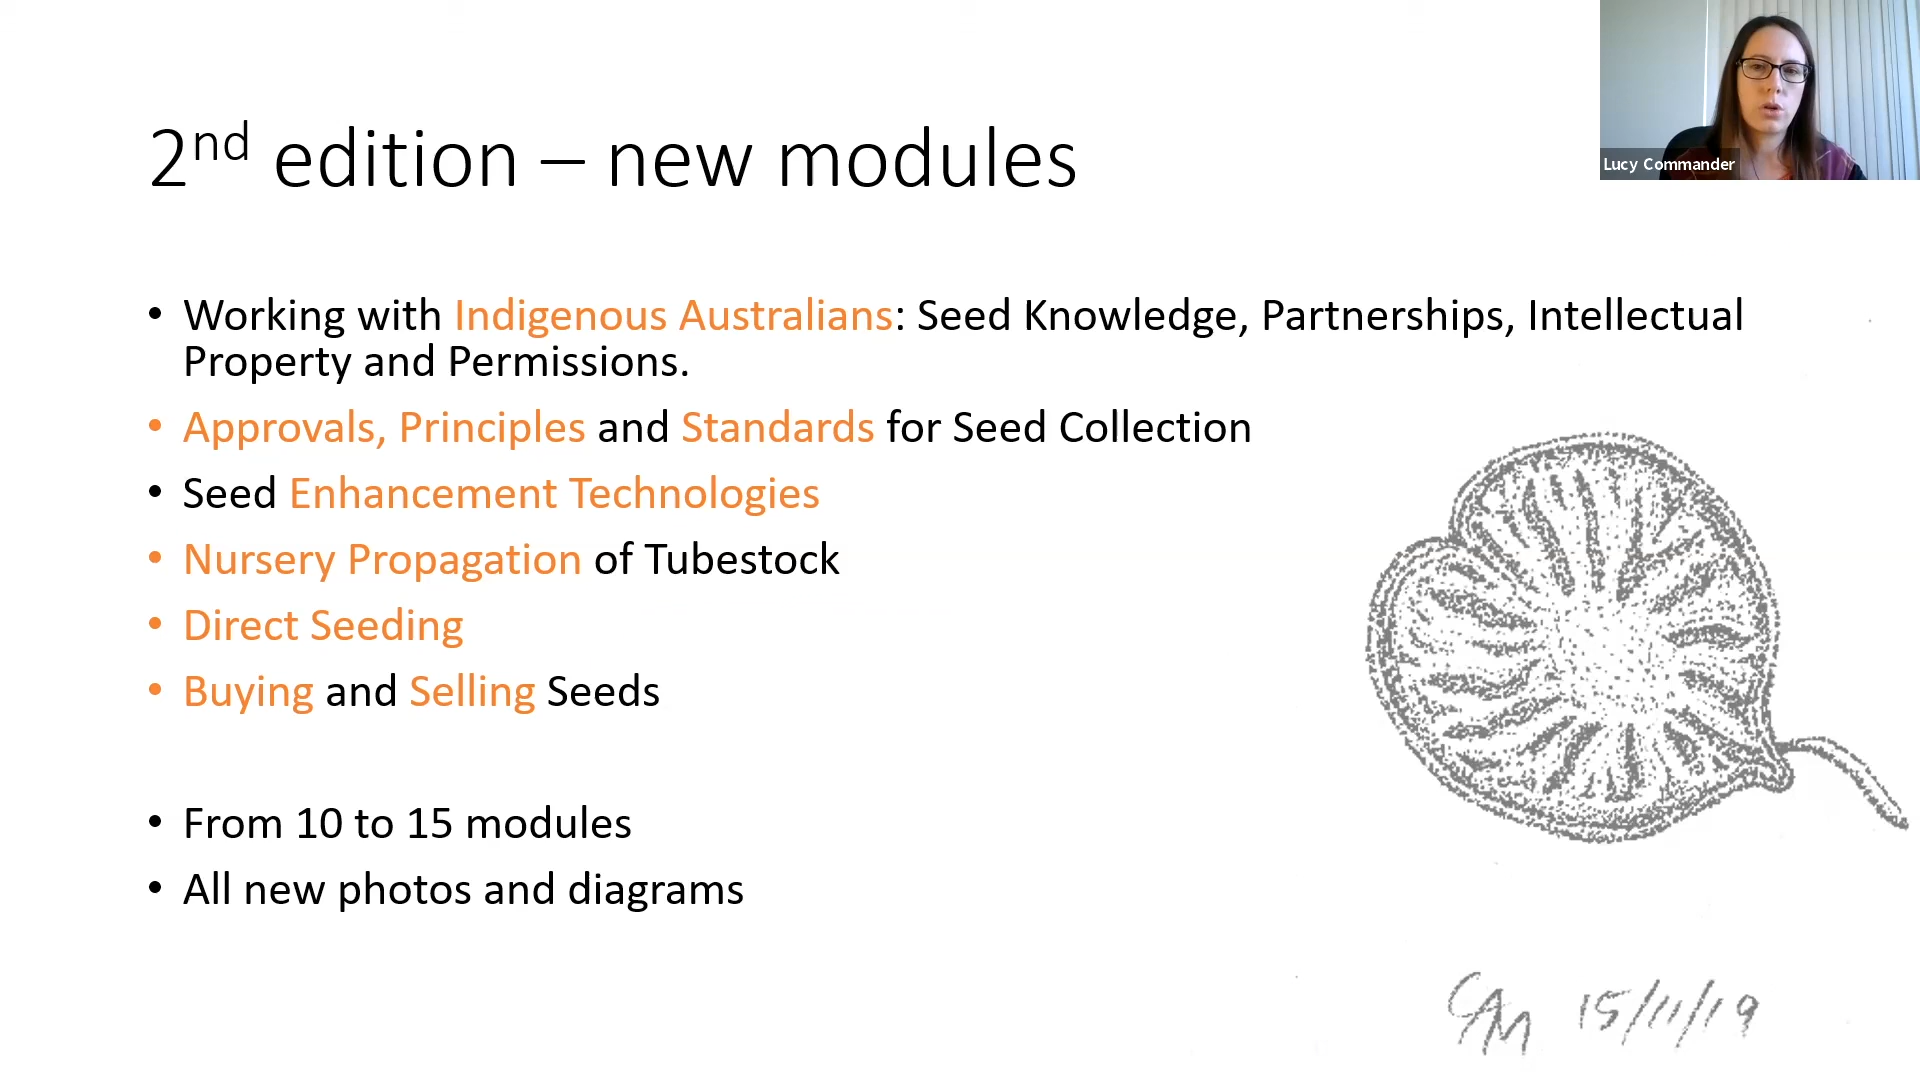 Lucy Commander
2nd edition – new modules
• Working with Indigenous Australians: Seed Knowledge, Partnerships, Intellectual
Property and Permissions.
• Approvals, Principles and Standards for Seed Collection
• Seed Enhancement Technologies
• Nursery Propagation of Tubestock
• Direct Seeding
• Buying and Selling Seeds
• From 10 to 15 modules
• All new photos and diagrams
CAM 15/11/19